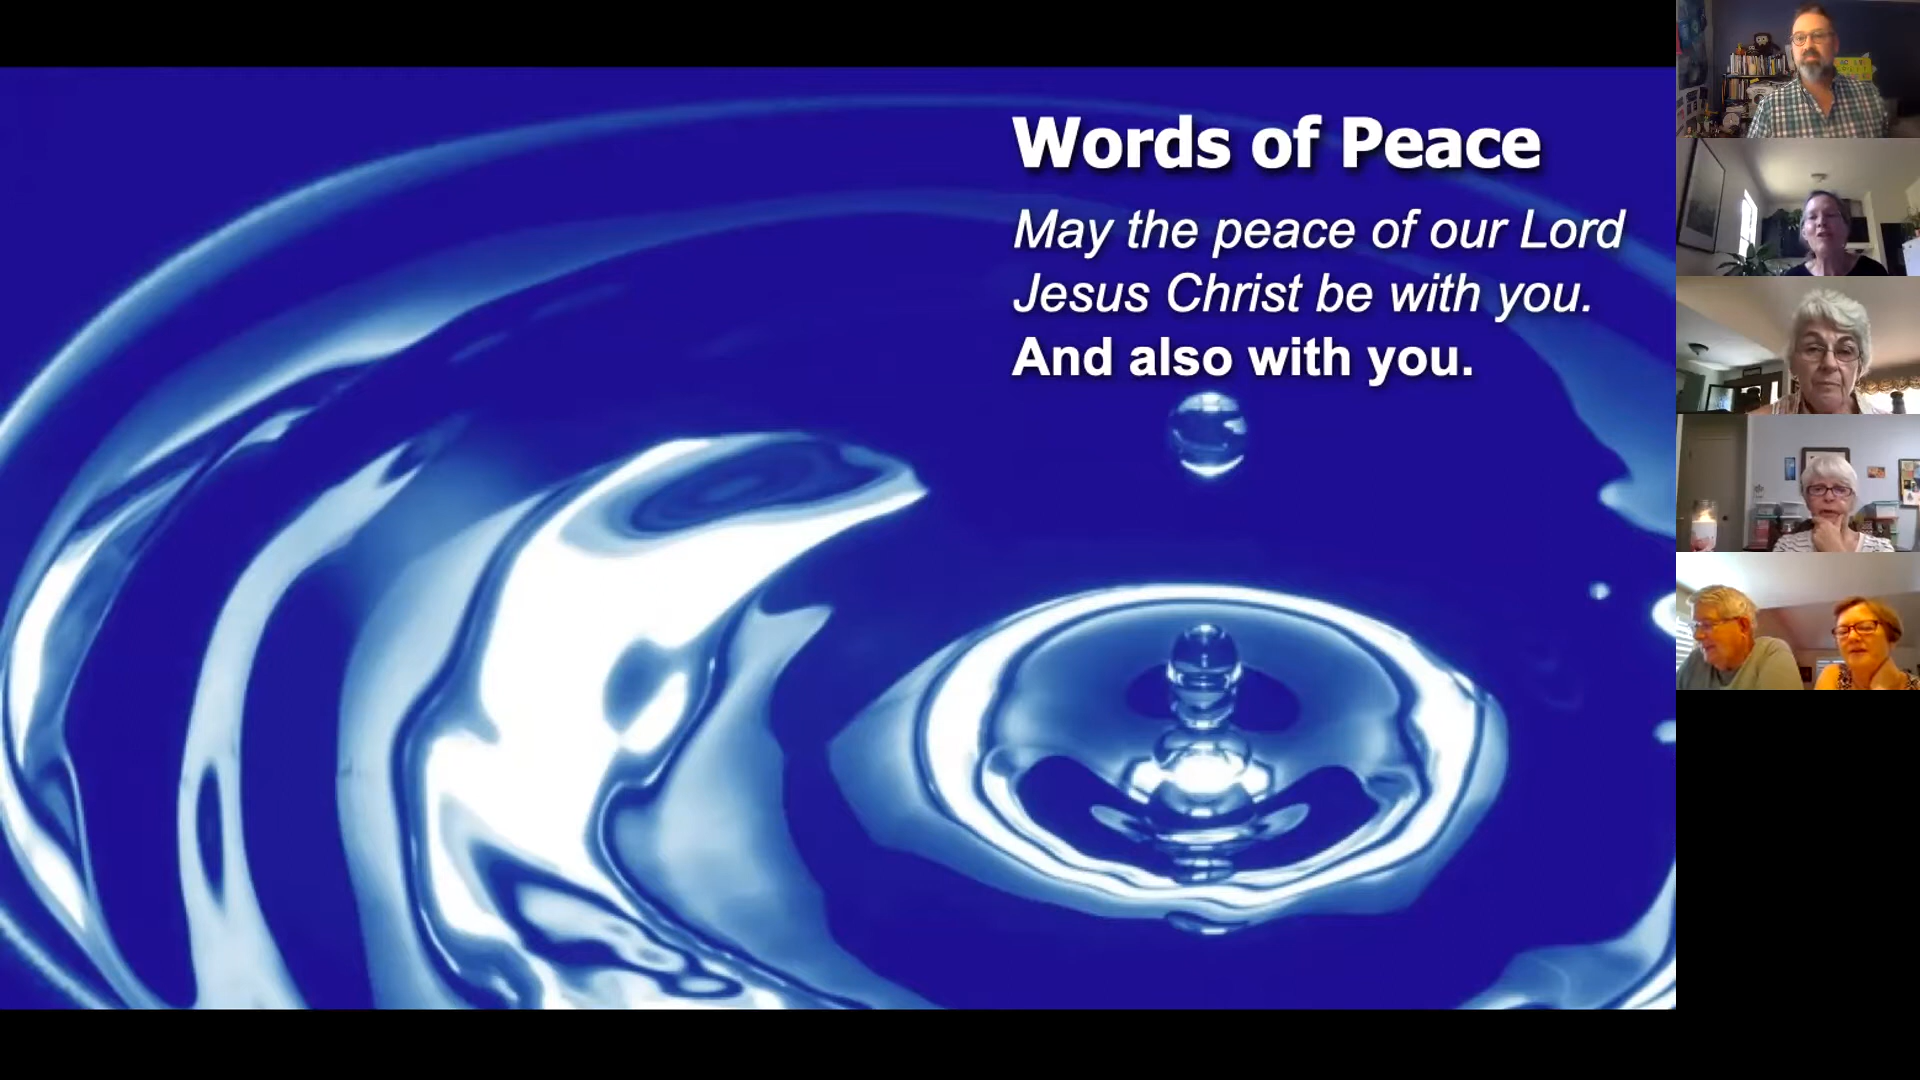 Words of Peace
May the peace of our Lord
Jesus Christ be with you.
And also with you.